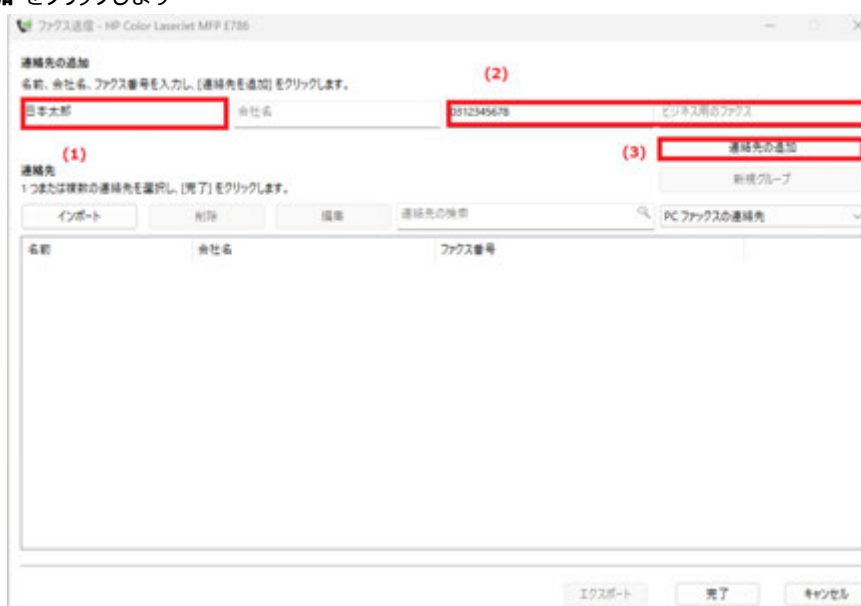 加 をクリックします
ファクス送信 - HP Color LaserJet MFP E786
連絡先の追加
名前、会社名、ファクス番号を入力し、[連絡先を追加] をクリックします。
(2)
日本太郎 会社名 0312345678 ビジネス用のファクス
(1)
(3) 連絡先の追加
連絡先
新規グループ
1 つまたは複数の連絡先を選択し、[完了] をクリックします。
インポート 削除 編集 連絡先の検索 PC ファックスの連絡先
名前 会社名 ファクス番号
エクスポート 完了 キャンセル